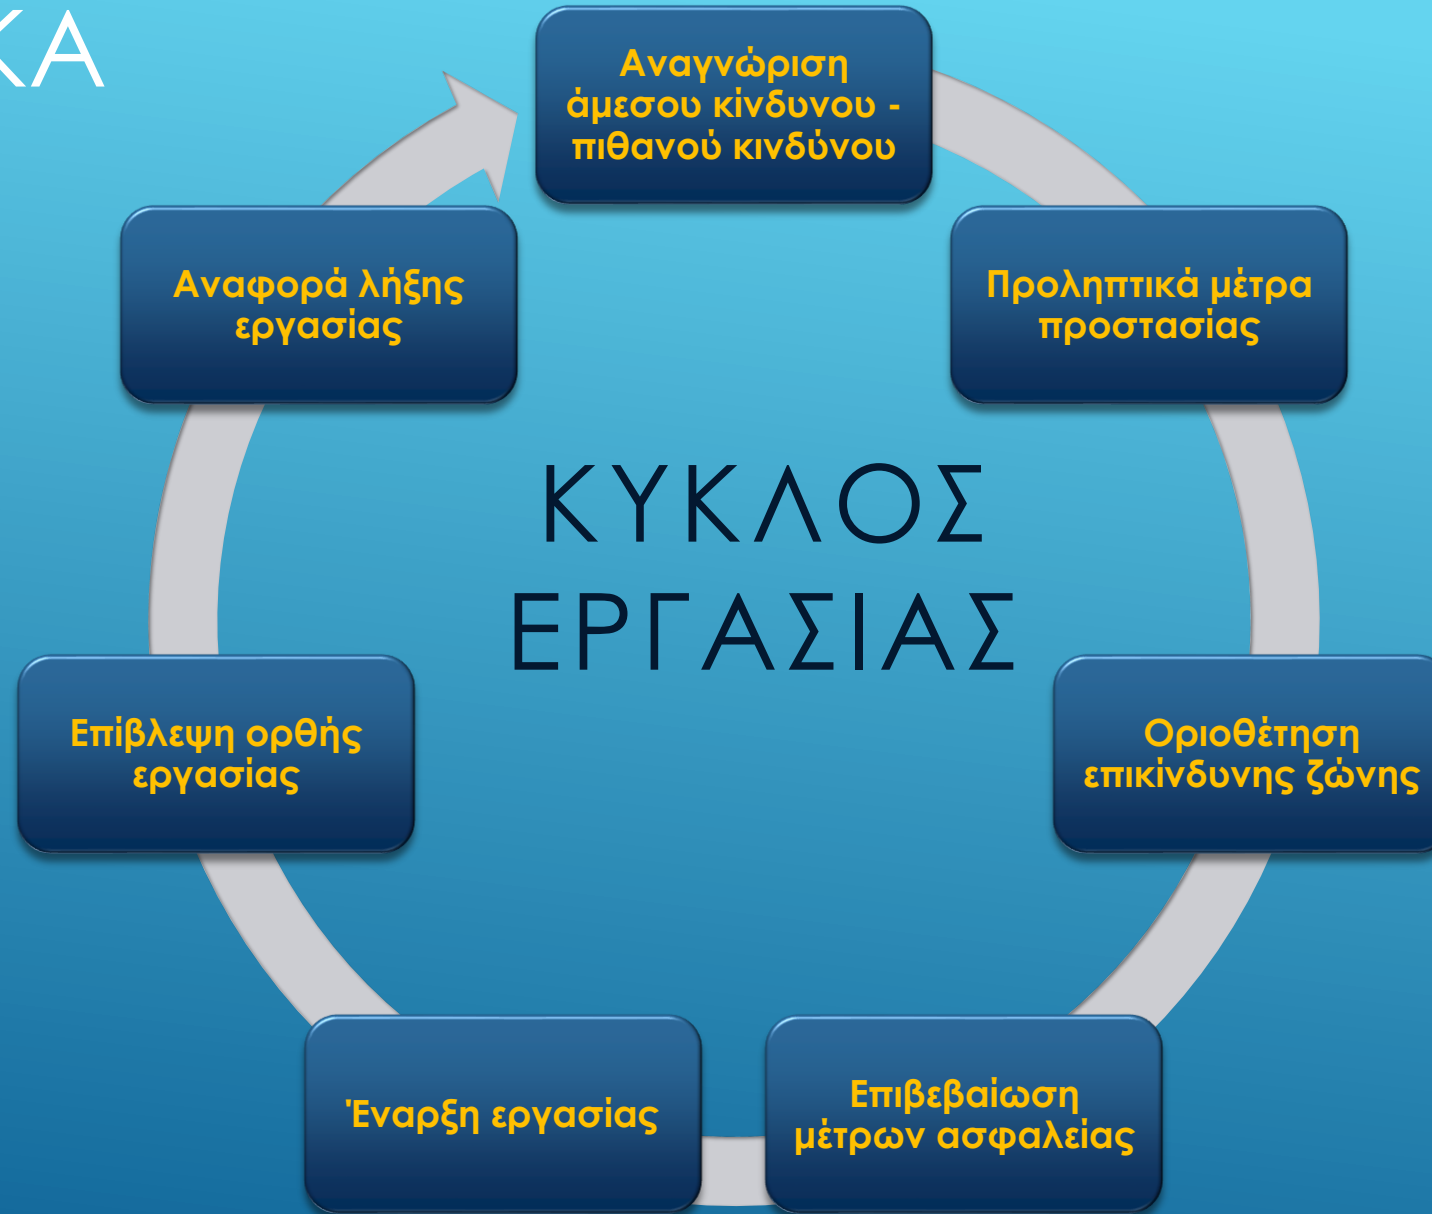 ΚΑ
Αναγνώριση
άμεσου κίνδυνου -
πιθανού κινδύνου
Προληπτικά μέτρα
προστασίας
Οριοθέτηση
επικίνδυνης ζώνης
Επιβεβαίωση
μέτρων ασφαλείας
Έναρξη εργασίας
Επίβλεψη ορθής
εργασίας
Αναφορά λήξης
εργασίας
ΚΥΚΛΟΣ
ΕΡΓΑΣΙΑΣ